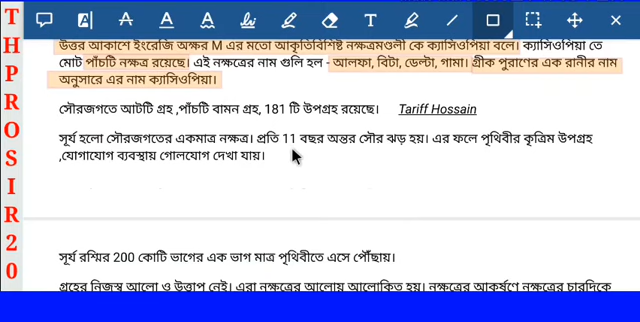 উত্তর আকাশে ইংরেজি অক্ষর M এর মতো আকৃতিবিশিষ্ট নক্ষত্রমণ্ডলী কে ক্যাসিওপিয়া বলে। ক্যাসিওপিয়া তে
মোট পাঁচটি নক্ষত্র রয়েছে। এই নক্ষত্রের নাম গুলি হল - আলফা, বিটা, ডেল্টা, গামা। গ্রীক পুরাণের এক রানীর নাম
অনুসারে এর নাম ক্যাসিওপিয়া।
সৌরজগতে আটটি গ্রহ ,পাঁচটি বামন গ্রহ, 181 টি উপগ্রহ রয়েছে। Tariff Hossain
সূর্য হলো সৌরজগতের একমাত্র নক্ষত্র। প্রতি 11 বছর অন্তর সৌর ঝড় হয়। এর ফলে পৃথিবীর কৃত্রিম উপগ্রহ
,যোগাযোগ ব্যবস্থায় গোলযোগ দেখা যায়।
সূর্য রশ্মির 200 কোটি ভাগের এক ভাগ মাত্র পৃথিবীতে এসে পৌঁছায়।
গ্রহের নিজস্ব আলো ও উত্তাপ নেই। এরা নক্ষত্রের আলোয় আলোকিত হয়। নক্ষত্রের আকর্ষণে নক্ষত্রের চারদিকে
THPROSIR20